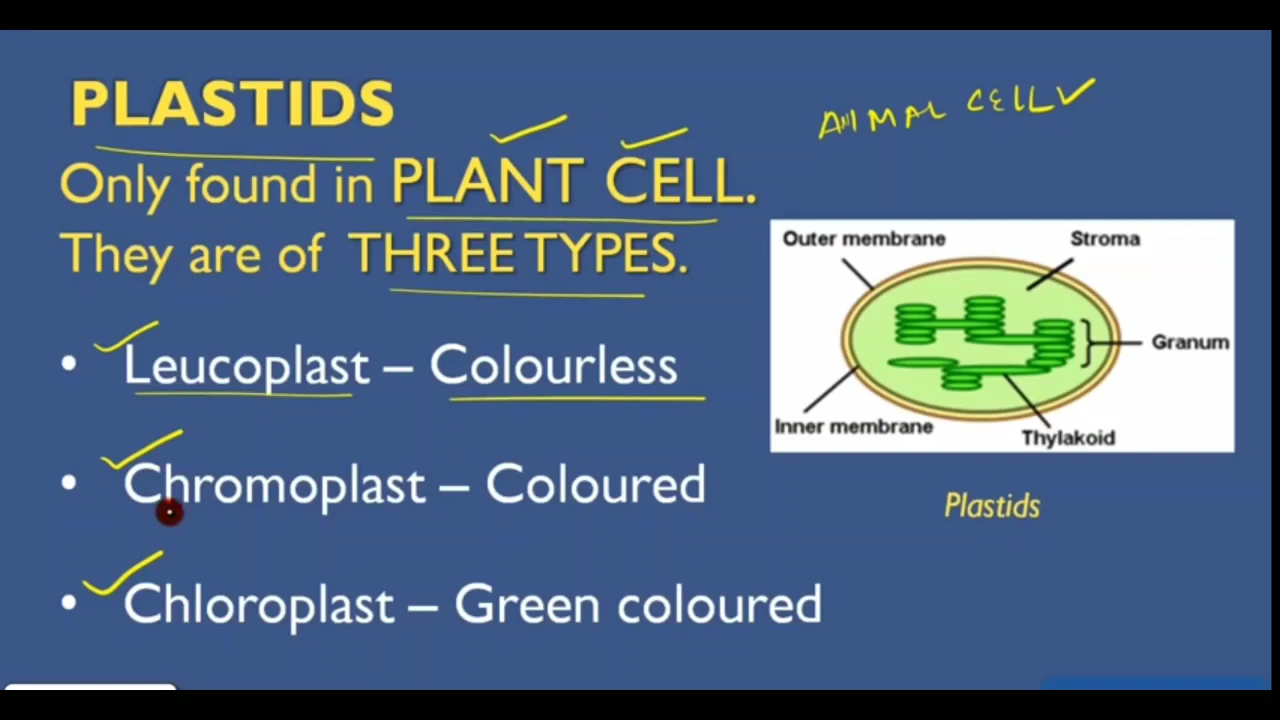 PLASTIDS
ANIMAL CELL
Only found in PLANT CELL.
They are of THREE TYPES.
• Leucoplast – Colourless
• Chromoplast – Coloured
• Chloroplast – Green coloured
Outer membrane
Stroma
Granum
Inner membrane
Thylakoid
Plastids